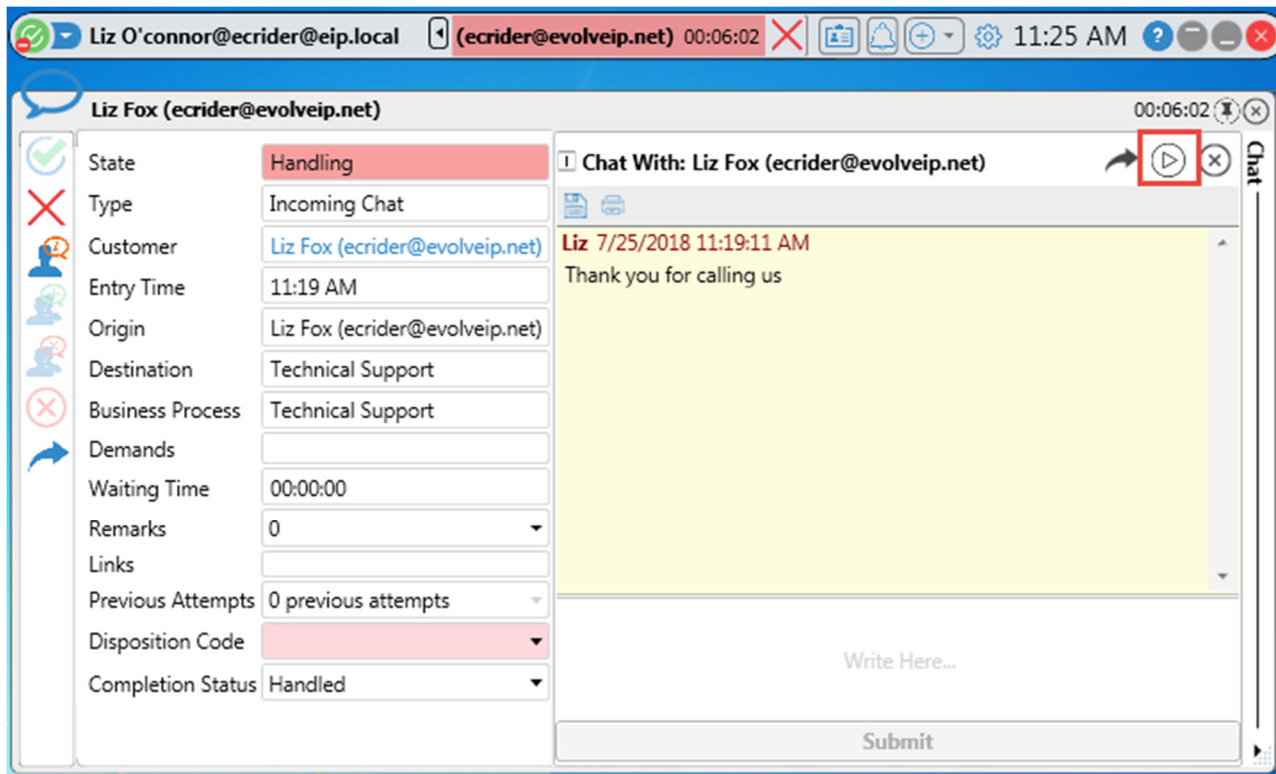 Liz O'connor@ecrider@eip.local (ecrider@evolveip.net) 00:06:02 11:25 AM ?
Liz Fox (ecrider@evolveip.net) 00:06:02
State Handling
Type Incoming Chat
Customer Liz Fox (ecrider@evolveip.net)
Entry Time 11:19 AM
Origin Liz Fox (ecrider@evolveip.net)
Destination Technical Support
Business Process Technical Support
Demands
Waiting Time 00:00:00
Remarks 0
Links
Previous Attempts 0 previous attempts
Disposition Code
Completion Status Handled
Chat With: Liz Fox (ecrider@evolveip.net)
Liz 7/25/2018 11:19:11 AM
Thank you for calling us
Write Here...
Submit
Chat